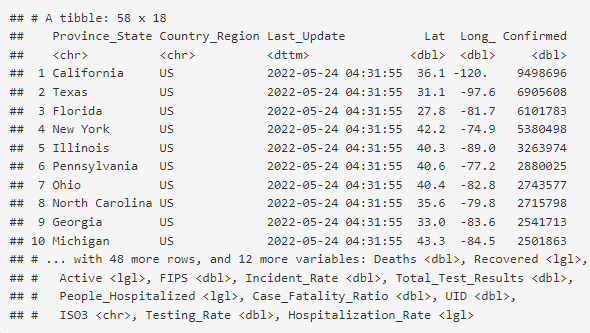 ## # A tibble: 58 x 18
##    Province_State Country_Region Last_Update           Lat  Long_ Confirmed
##    <chr>          <chr>          <dttm>              <dbl>  <dbl>     <dbl>
##  1 California     US             2022-05-24 04:31:55  36.1 -120.    9498696
##  2 Texas          US             2022-05-24 04:31:55  31.1  -97.6   6905608
##  3 Florida        US             2022-05-24 04:31:55  27.8  -81.7   6101783
##  4 New York       US             2022-05-24 04:31:55  42.2  -74.9   5380498
##  5 Illinois       US             2022-05-24 04:31:55  40.3  -89.0   3263974
##  6 Pennsylvania   US             2022-05-24 04:31:55  40.6  -77.2   2880025
##  7 Ohio           US             2022-05-24 04:31:55  40.4  -82.8   2743577
##  8 North Carolina US             2022-05-24 04:31:55  35.6  -79.8   2715798
##  9 Georgia        US             2022-05-24 04:31:55  33.0  -83.6   2541713
## 10 Michigan       US             2022-05-24 04:31:55  43.3  -84.5   2501863
## # ... with 48 more rows, and 12 more variables: Deaths <dbl>, Recovered <lgl>,
## #   Active <lgl>, FIPS <dbl>, Incident_Rate <dbl>, Total_Test_Results <dbl>,
## #   People_Hospitalized <lgl>, Case_Fatality_Ratio <dbl>, UID <dbl>,
## #   ISO3 <chr>, Testing_Rate <dbl>, Hospitalization_Rate <lgl>